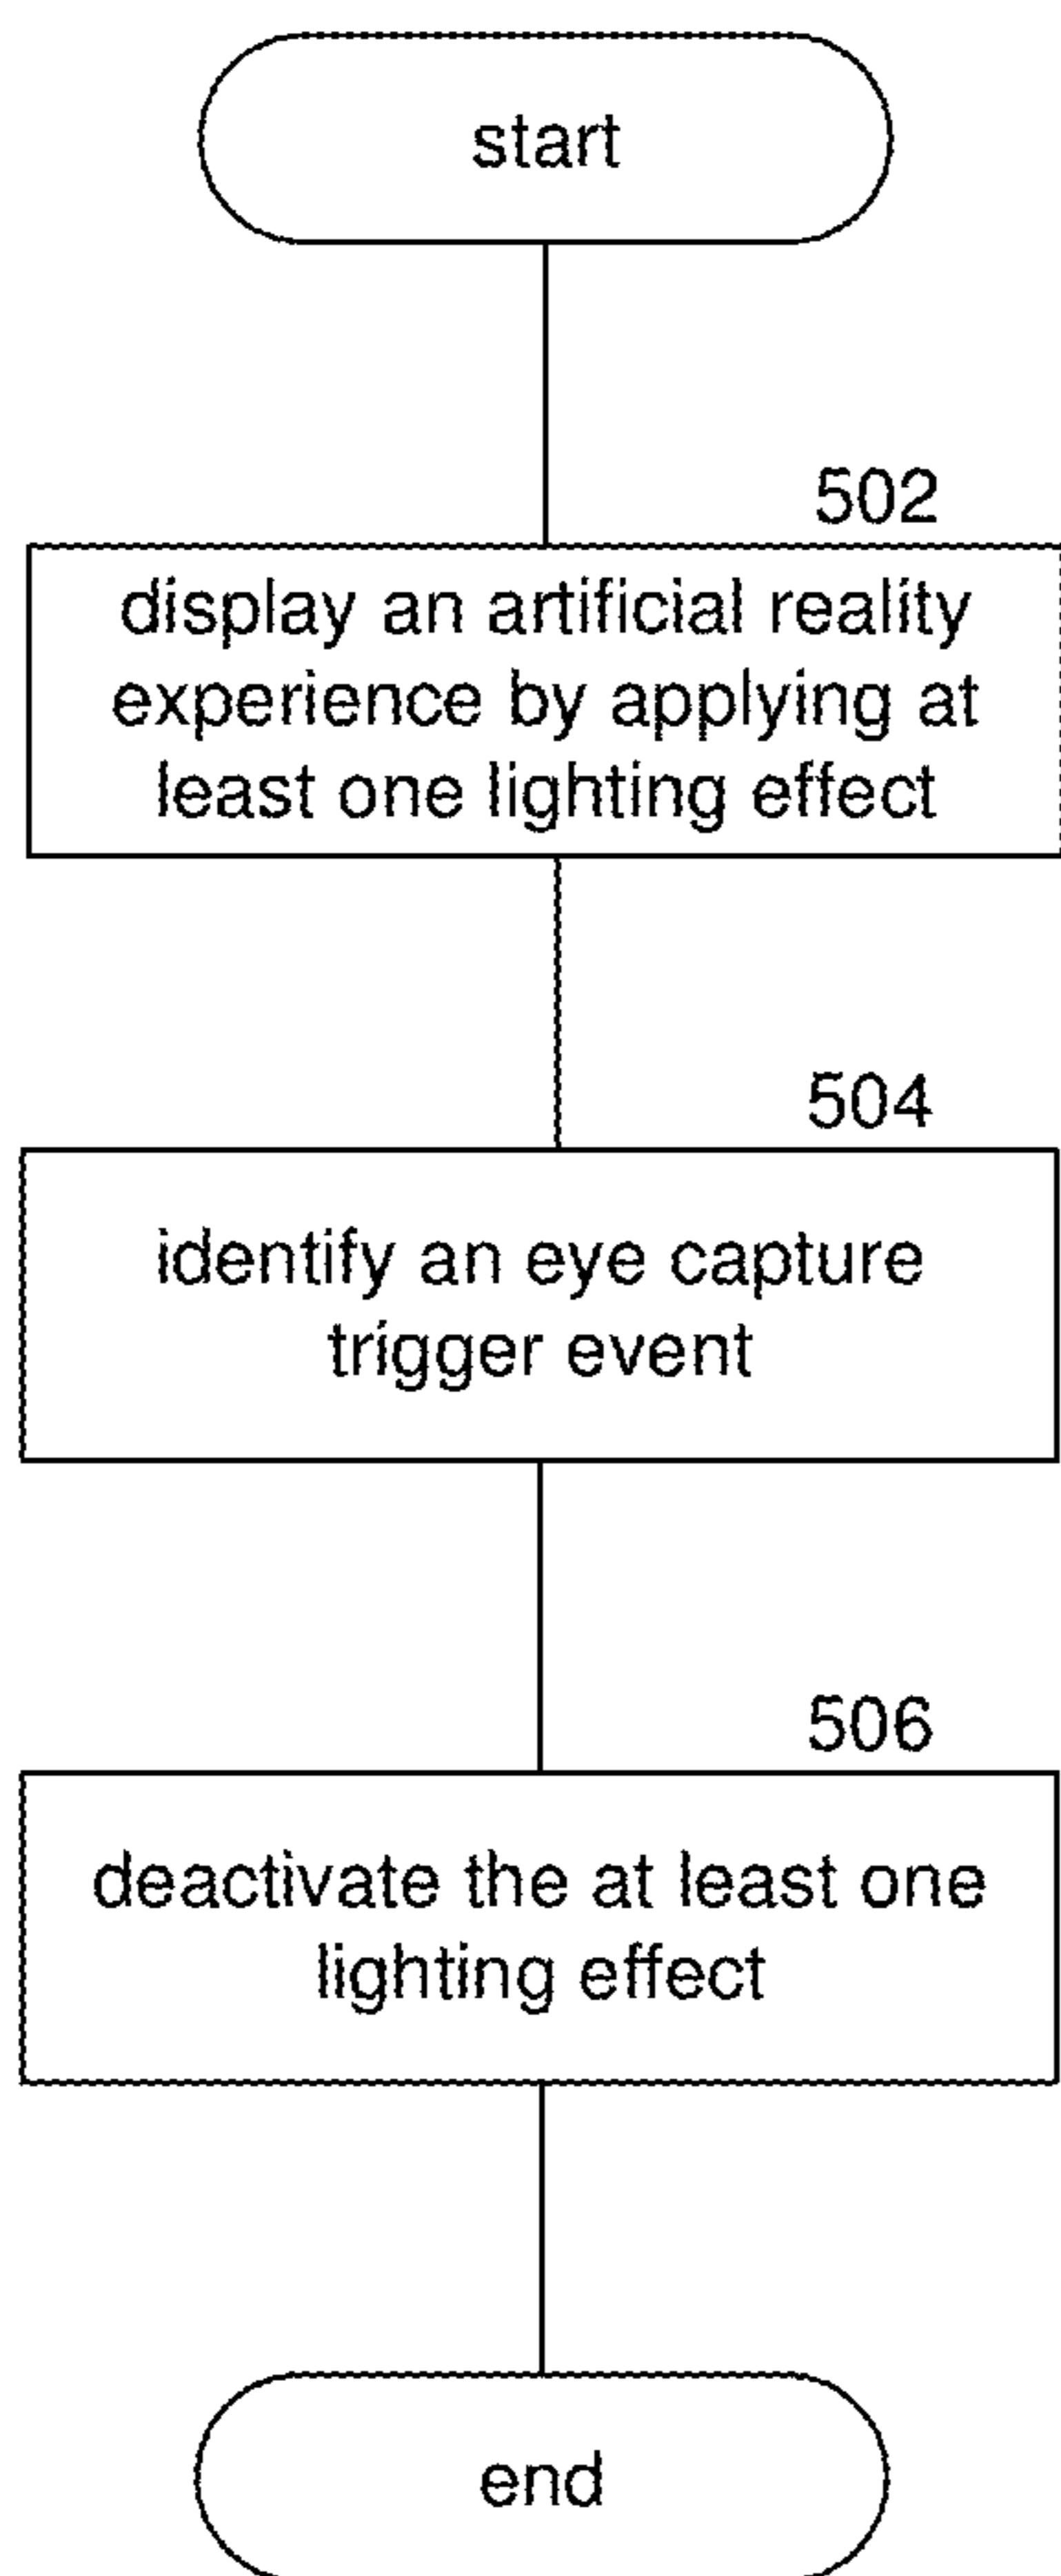 start
502
display an artificial reality
experience by applying at
least one lighting effect
504
identify an eye capture
trigger event
506
deactivate the at least one
lighting effect
end